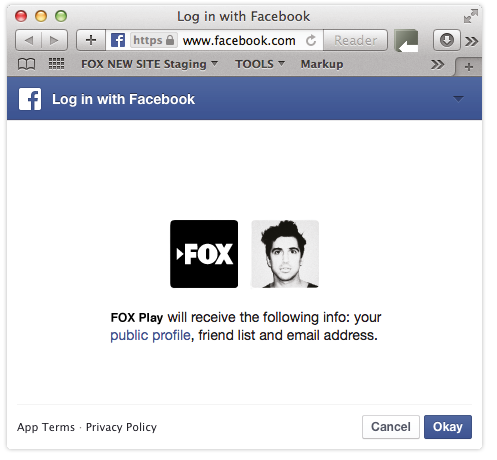 Log in with Facebook
https www.facebook.com Reader
FOX NEW SITE Staging TOOLS Markup
Log in with Facebook
FOX
FOX Play will receive the following info: your
public profile, friend list and email address.
App Terms · Privacy Policy Cancel Okay